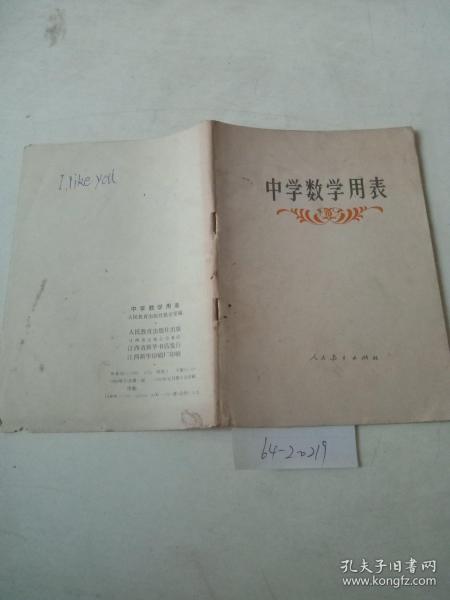 I like you
中学数学用表
人民教育出版社
中学数学用表
人民教育出版社数学室编
人民教育出版社出版
江西省新华书店发行
江西新华印刷厂印刷
64-20219
孔夫子旧书网
www.kongfz.com